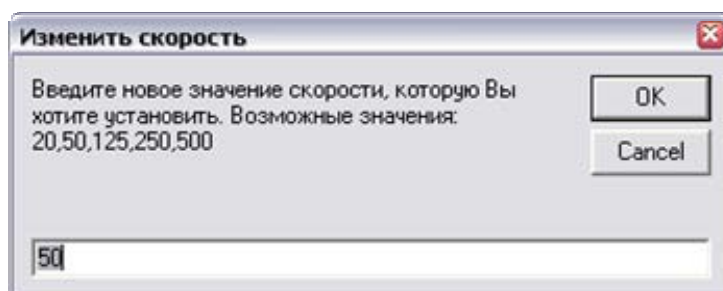 Изменить скорость
Введите новое значение скорости, которую Вы
хотите установить. Возможные значения:
20,50,125,250,500
OK
Cancel
50